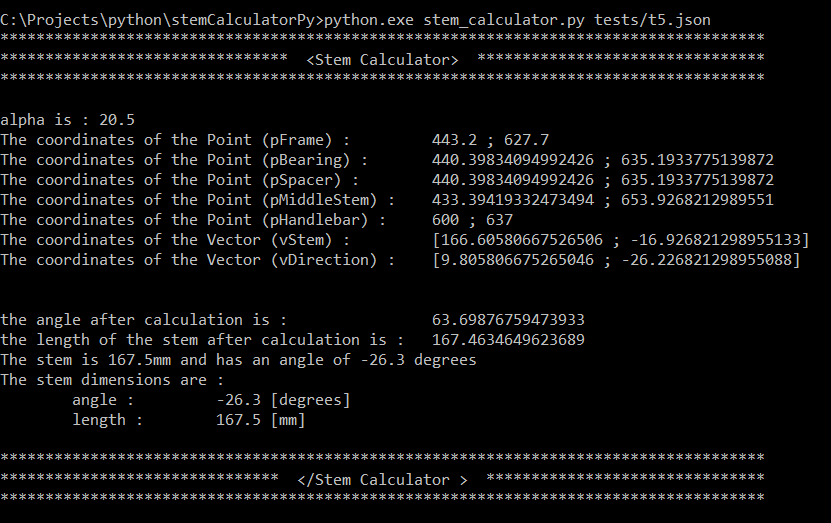 C:\Projects\python\stemCalculatorPy>python.exe stem_calculator.py tests/t5.json
*************************************************************************************
******************************** <Stem Calculator> ********************************
*************************************************************************************
alpha is : 20.5
The coordinates of the Point (pFrame) : 443.2 ; 627.7
The coordinates of the Point (pBearing) : 440.39834094992426 ; 635.1933775139872
The coordinates of the Point (pSpacer) : 440.39834094992426 ; 635.1933775139872
The coordinates of the Point (pMiddleStem) : 433.39419332473494 ; 653.9268212989551
The coordinates of the Point (pHandlebar) : 600 ; 637
The coordinates of the Vector (vStem) : [166.60580667526506 ; -16.926821298955133]
The coordinates of the Vector (vDirection) : [9.805806675265046 ; -26.226821298955088]
the angle after calculation is : 63.69876759473933
the length of the stem after calculation is : 167.4634649623689
The stem is 167.5mm and has an angle of -26.3 degrees
The stem dimensions are :
angle : -26.3 [degrees]
length : 167.5 [mm]
*************************************************************************************
******************************* </Stem Calculator > *******************************
*************************************************************************************